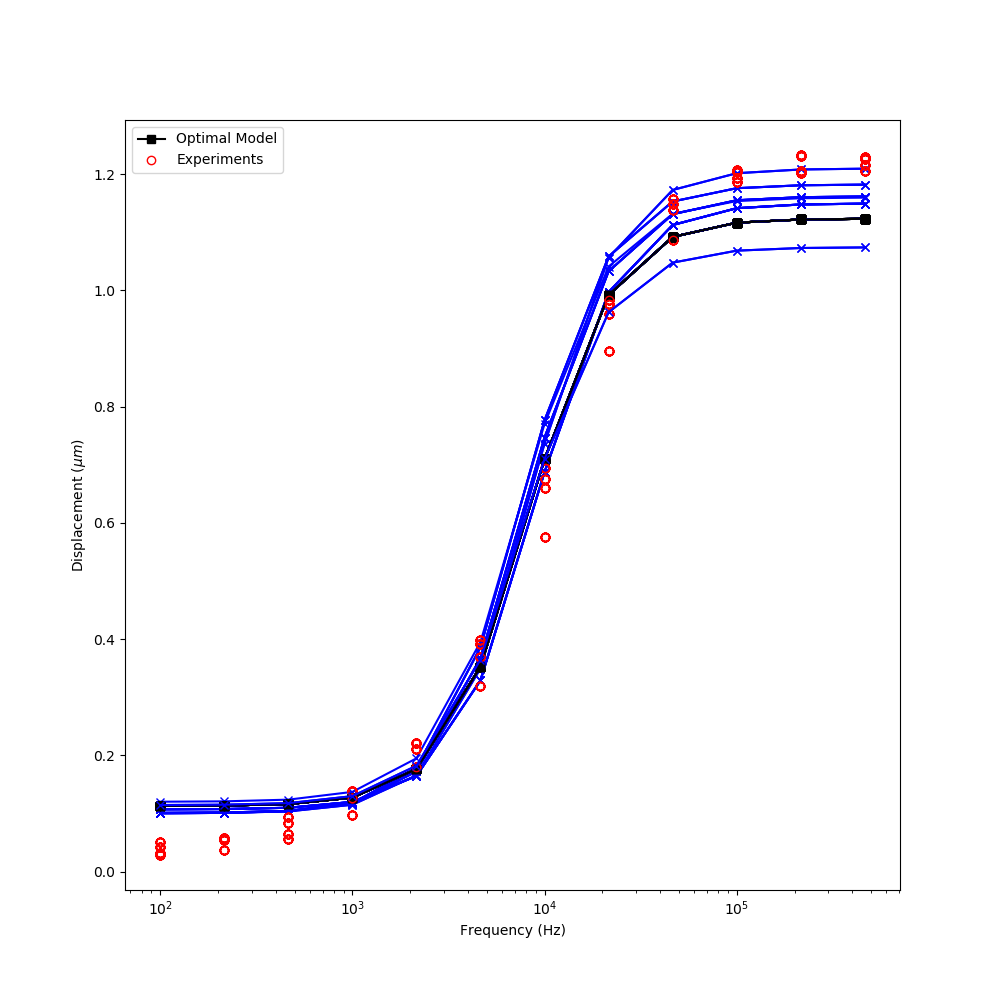 Optimal Model
Experiments
1.2
1.0
0.8
0.6
0.4
0.2
0.0
Displacement (μm)
10²
10³
10⁴
10⁵
Frequency (Hz)